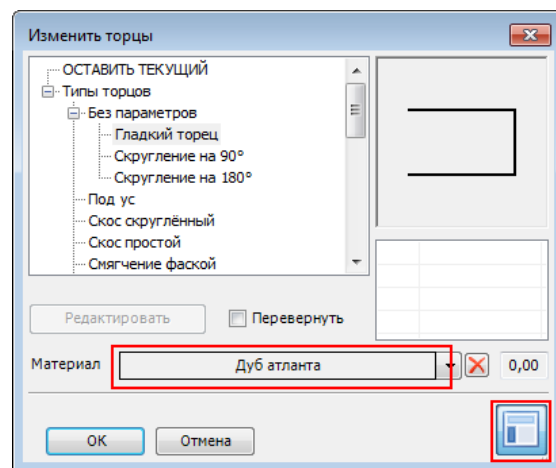 Изменить торцы
ОСТАВИТЬ ТЕКУЩИЙ
Типы торцов
Без параметров
Гладкий торец
Скругление на 90°
Скругление на 180°
Под ус
Скос скруглённый
Скос простой
Смягчение фаской
Редактировать
Перевернуть
Материал
Дуб атланта
0,00
ОК
Отмена